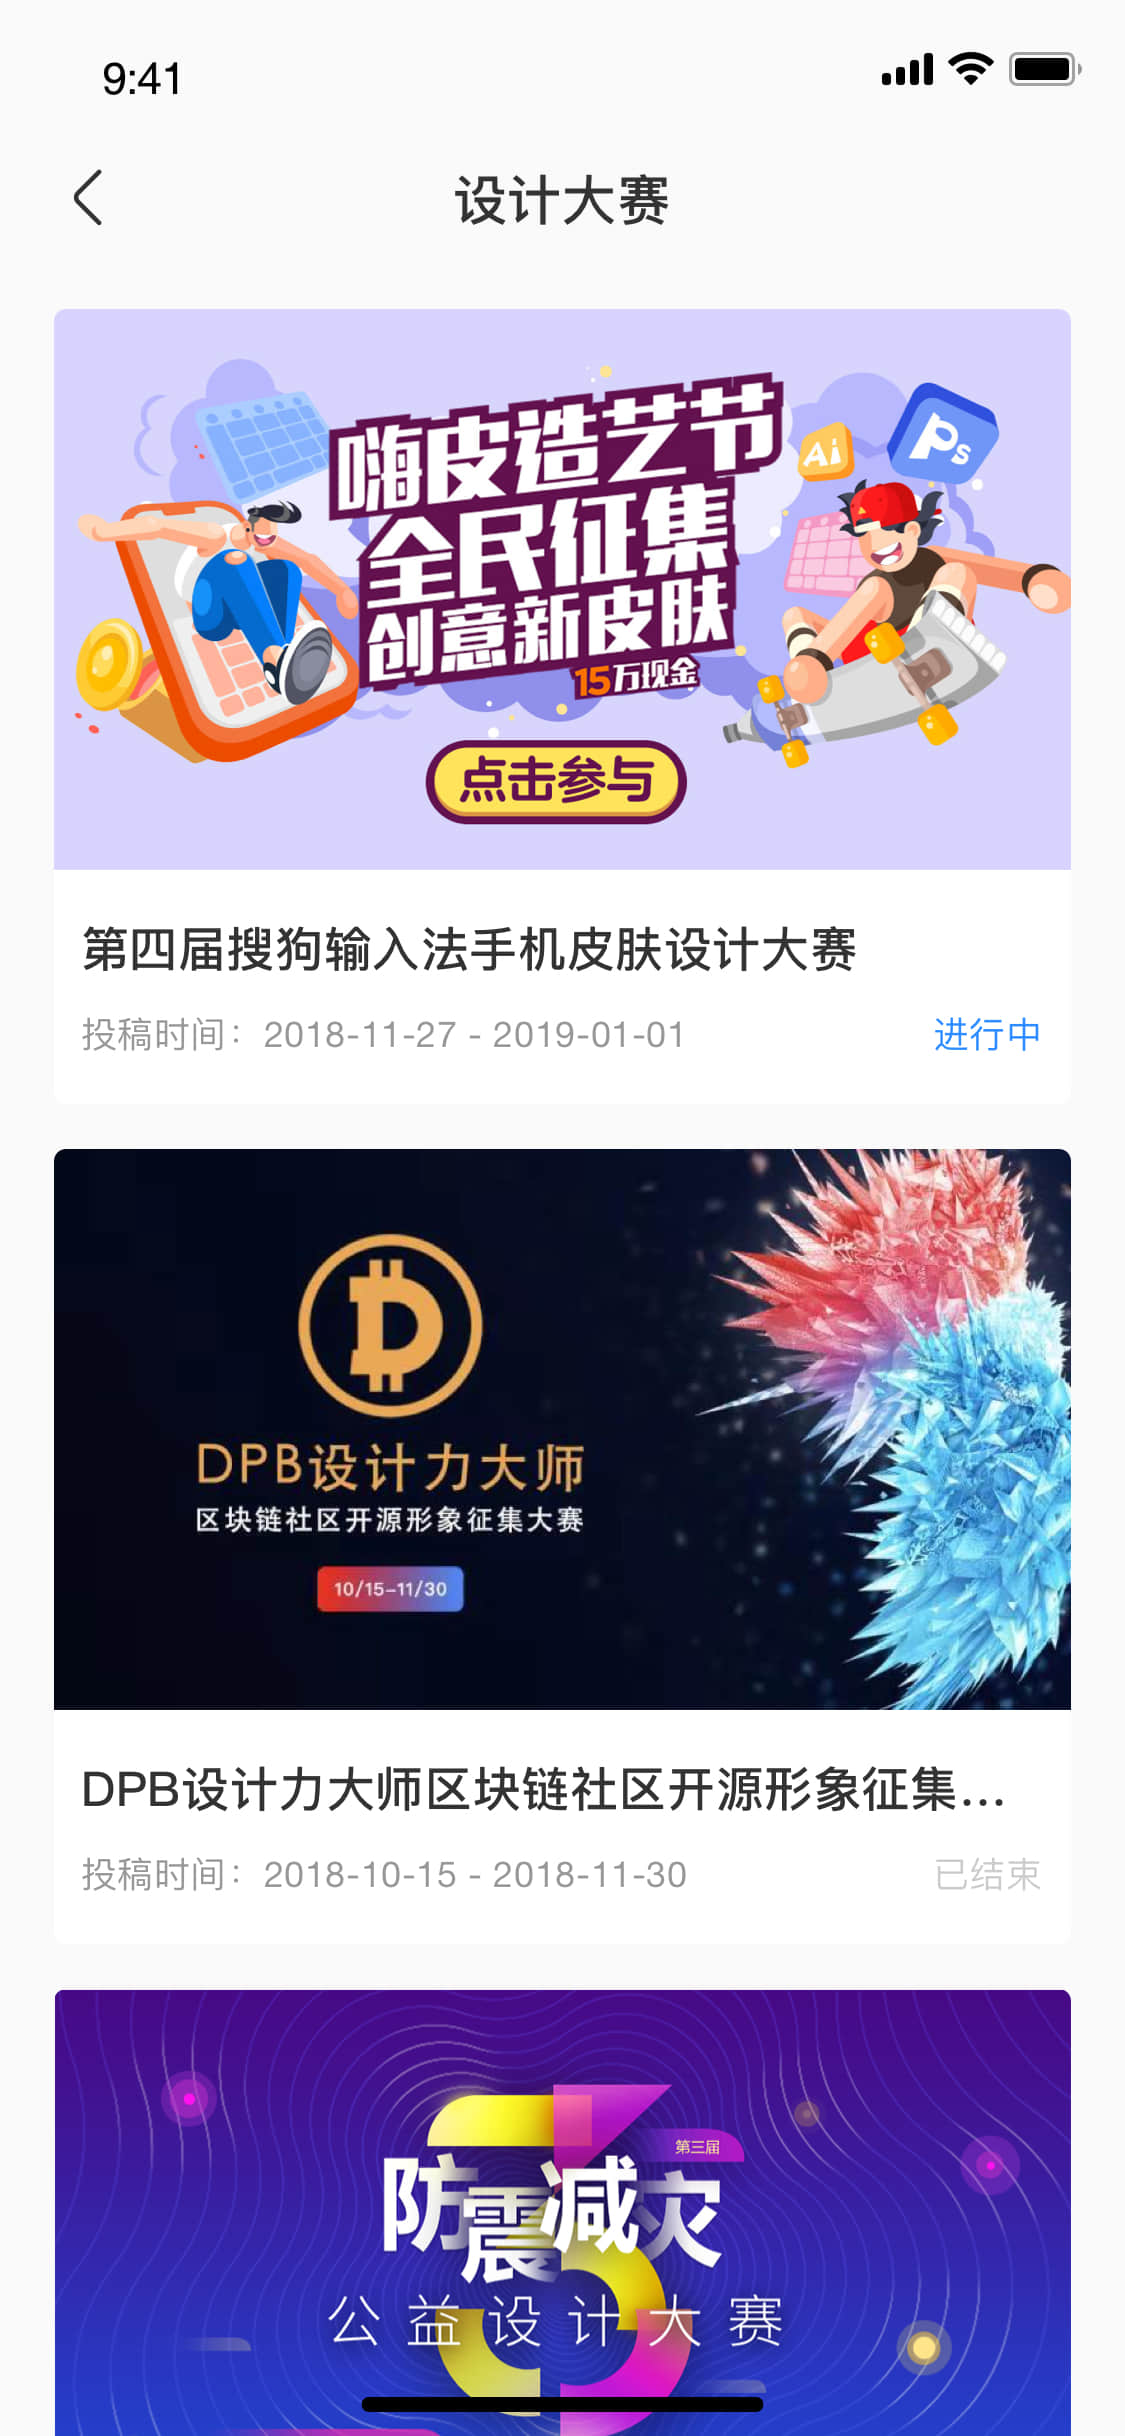 9:41
设计大赛
嗨皮造艺节
全民征集
创意新皮肤
15万现金
Ai
Ps
点击参与
第四届搜狗输入法手机皮肤设计大赛
投稿时间：2018-11-27 - 2019-01-01
进行中
DPB设计力大师
区块链社区开源形象征集大赛
10/15-11/30
DPB设计力大师区块链社区开源形象征集...
投稿时间：2018-10-15 - 2018-11-30
已结束
第三届
防震减灾
公益设计大赛